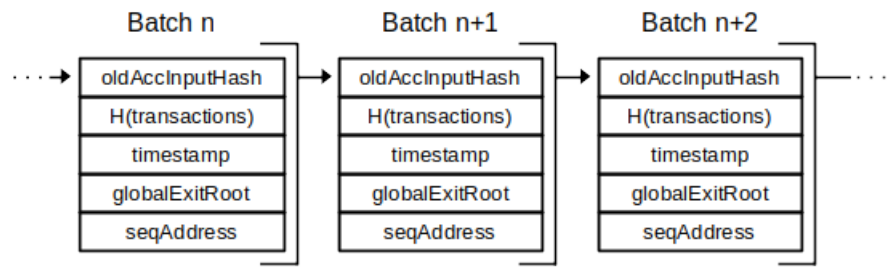 Batch n
oldAccInputHash
H(transactions)
timestamp
globalExitRoot
seqAddress
Batch n+1
oldAccInputHash
H(transactions)
timestamp
globalExitRoot
seqAddress
Batch n+2
oldAccInputHash
H(transactions)
timestamp
globalExitRoot
seqAddress